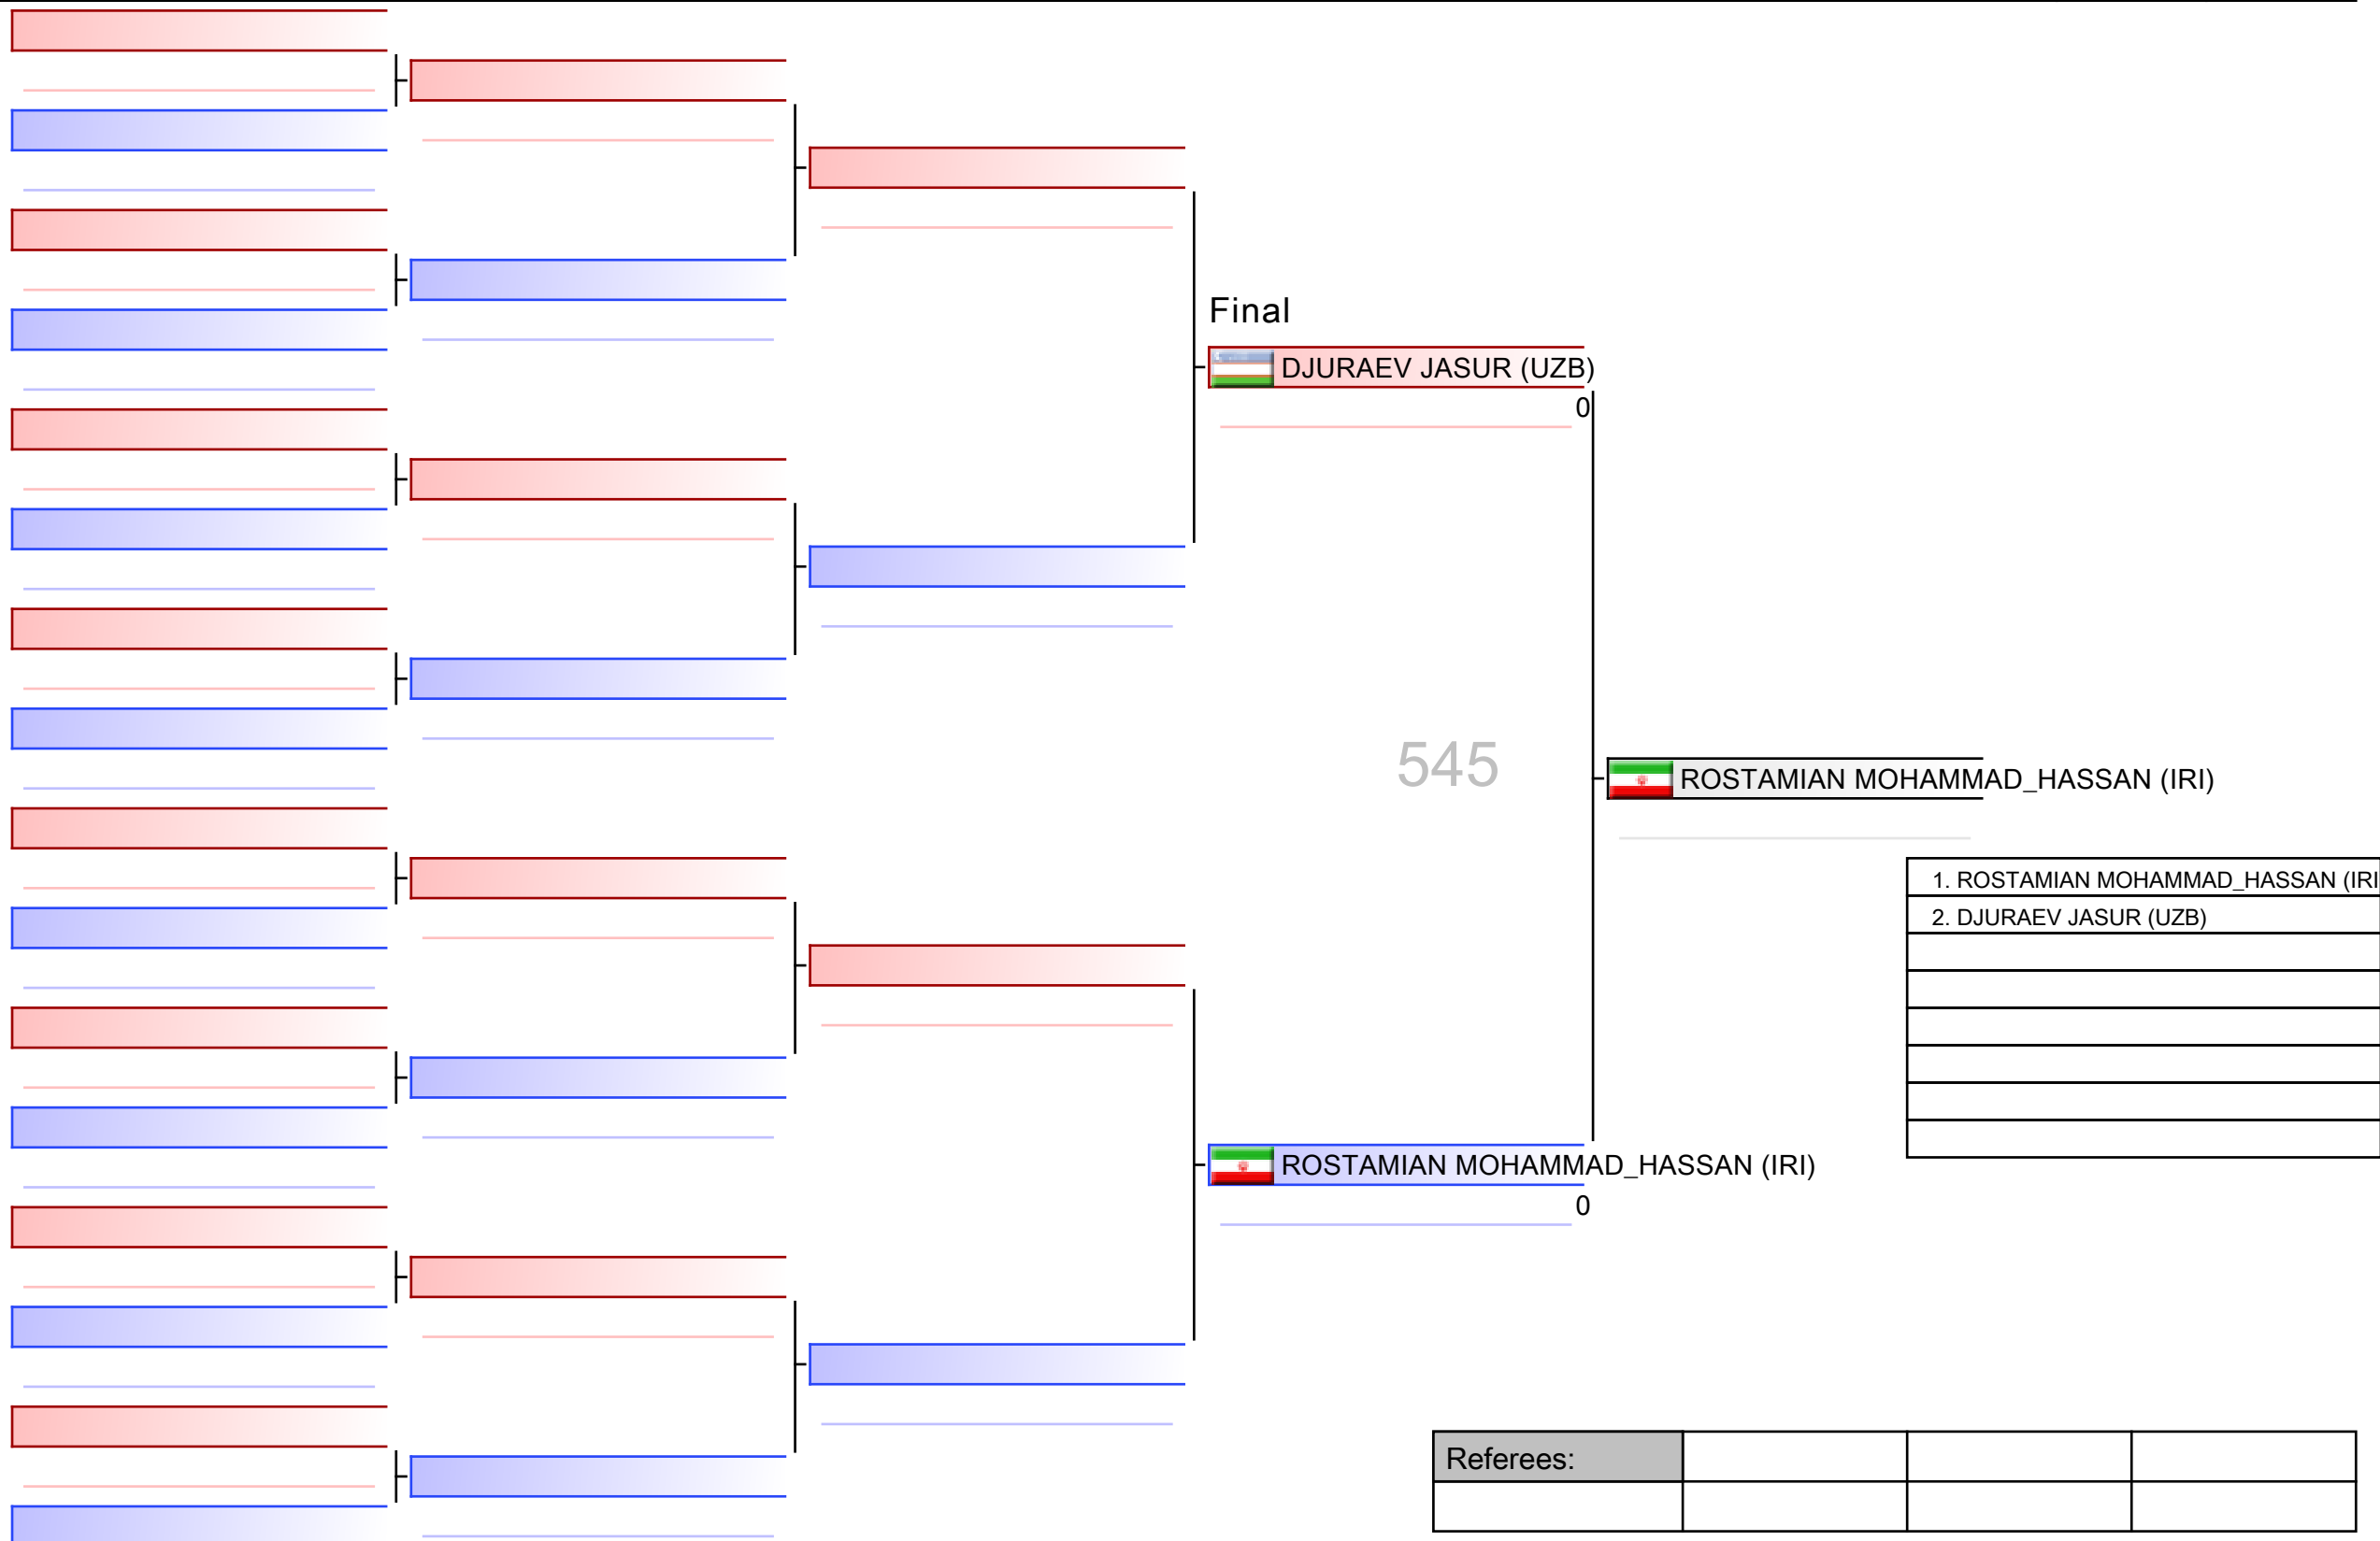 Final
DJURAEV JASUR (UZB)
0
545
ROSTAMIAN MOHAMMAD_HASSAN (IRI)
1. ROSTAMIAN MOHAMMAD_HASSAN (IRI
2. DJURAEV JASUR (UZB)
ROSTAMIAN MOHAMMAD_HASSAN (IRI)
0
Referees: